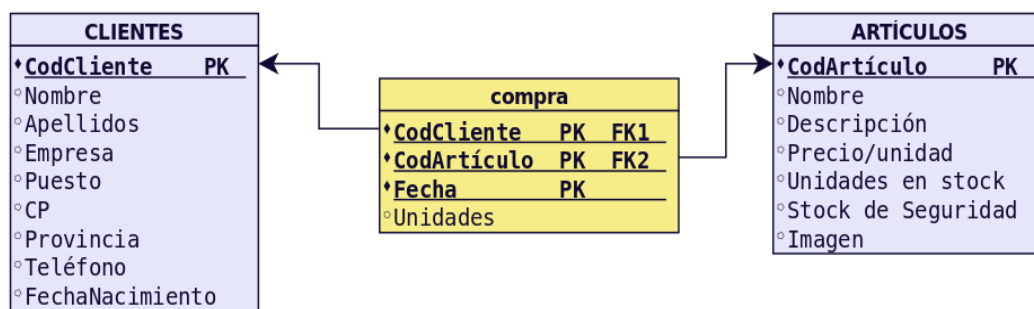 CLIENTES
CodCliente PK
Nombre
Apellidos
Empresa
Puesto
CP
Provincia
Teléfono
FechaNacimiento
compra
CodCliente PK FK1
CodArtículo PK FK2
Fecha PK
Unidades
ARTÍCULOS
CodArtículo PK
Nombre
Descripción
Precio/unidad
Unidades en stock
Stock de Seguridad
Imagen